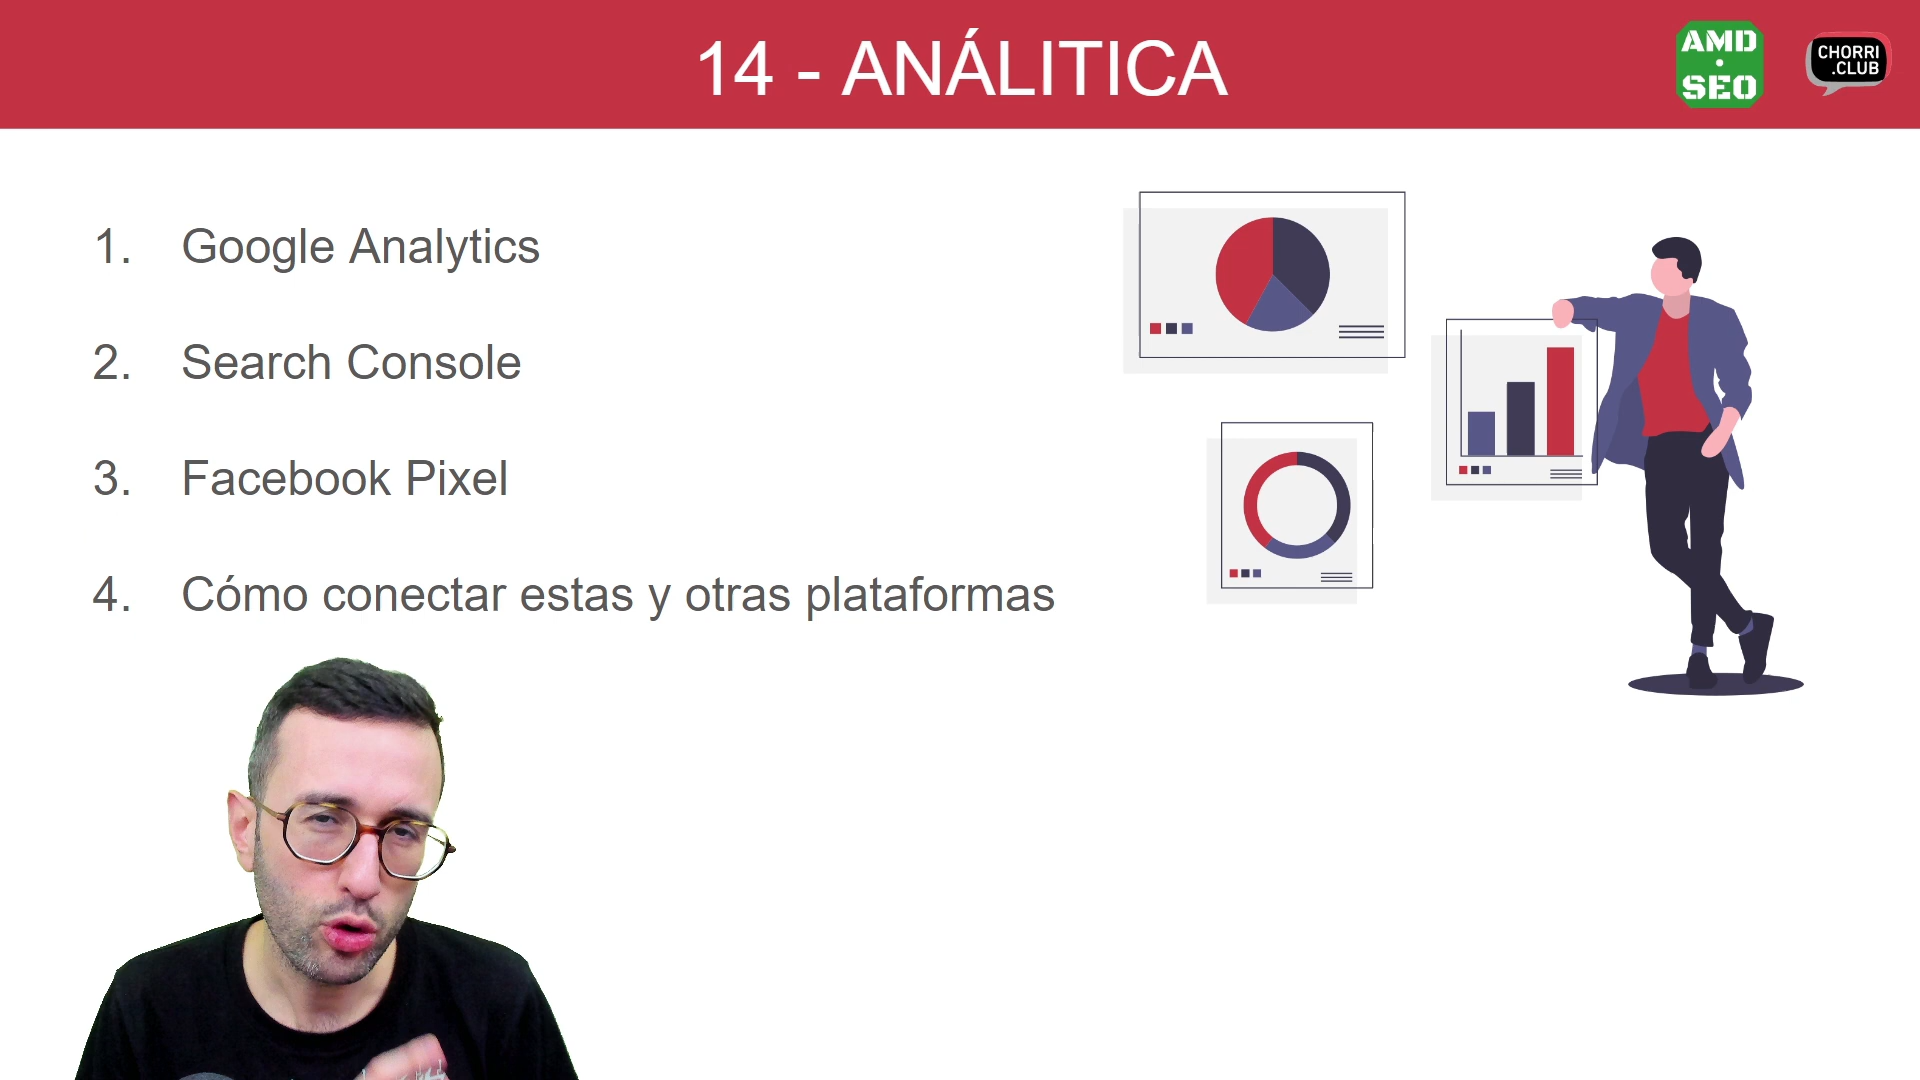 14 - ANÁLITICA
AMD
SEO
CHORRI
.CLUB
1. Google Analytics
2. Search Console
3. Facebook Pixel
4. Cómo conectar estas y otras plataformas